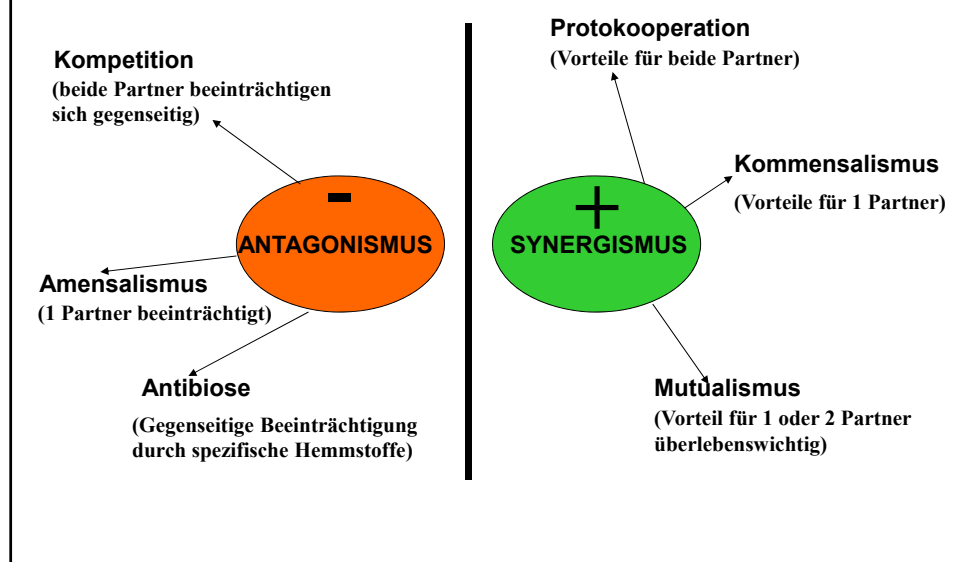 Kompetition
(beide Partner beeinträchtigen
sich gegenseitig)
-
ANTAGONISMUS
Amensalismus
(1 Partner beeinträchtigt)
Antibiose
(Gegenseitige Beeinträchtigung
durch spezifische Hemmstoffe)
Protokooperation
(Vorteile für beide Partner)
Kommensalismus
(Vorteile für 1 Partner)
+
SYNERGISMUS
Mutualismus
(Vorteil für 1 oder 2 Partner
überlebenswichtig)